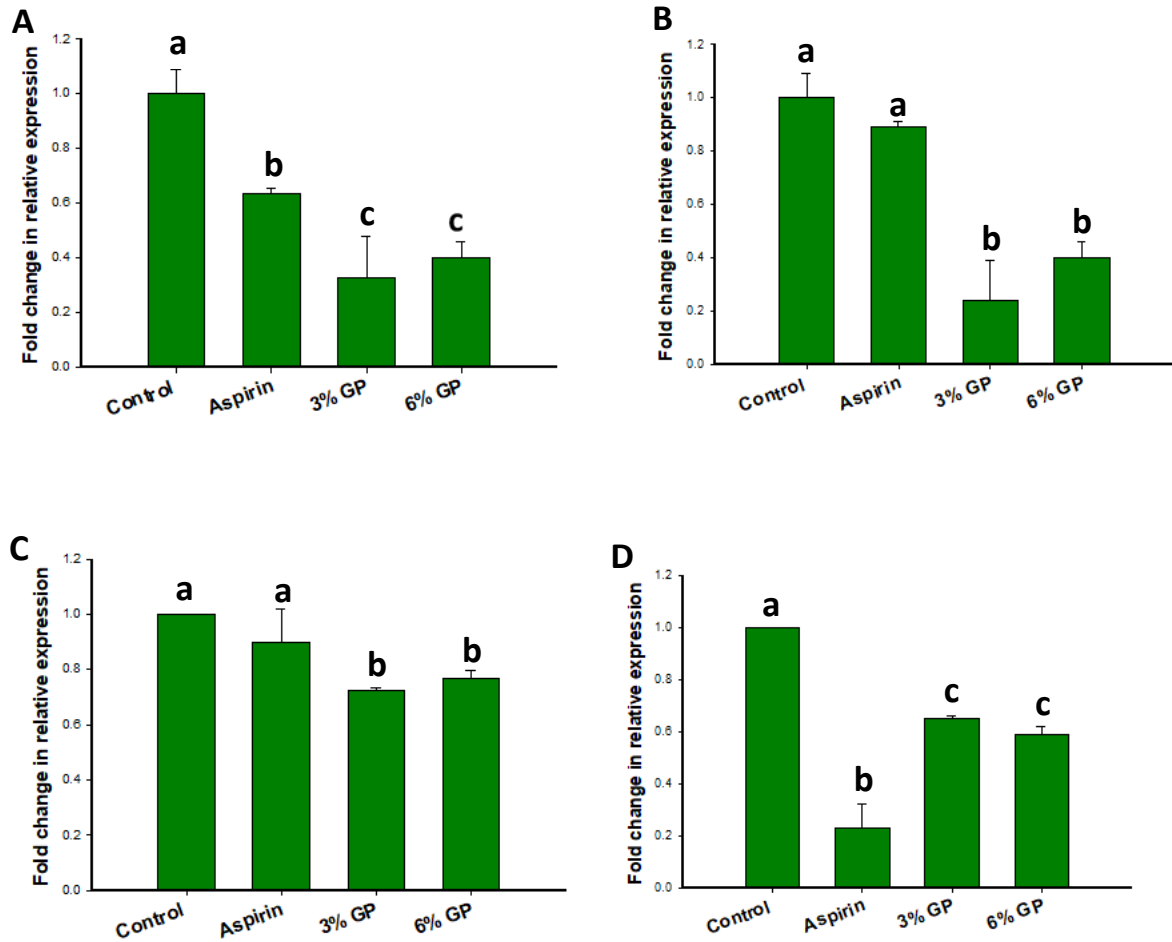 A
Fold change in relative expression
1.2
1.0
0.8
0.6
0.4
0.2
0.0
a
b
c
c
Control
Aspirin
3% GP
6% GP
B
Fold change in relative expression
1.2
1.0
0.8
0.6
0.4
0.2
0.0
a
a
b
b
Control
Aspirin
3% GP
6% GP
C
Fold change in relative expression
1.2
1.0
0.8
0.6
0.4
0.2
0.0
a
a
b
b
Control
Aspirin
3% GP
6% GP
D
Fold change in relative expression
1.2
1.0
0.8
0.6
0.4
0.2
0.0
a
b
c
c
Control
Aspirin
3% GP
6% GP